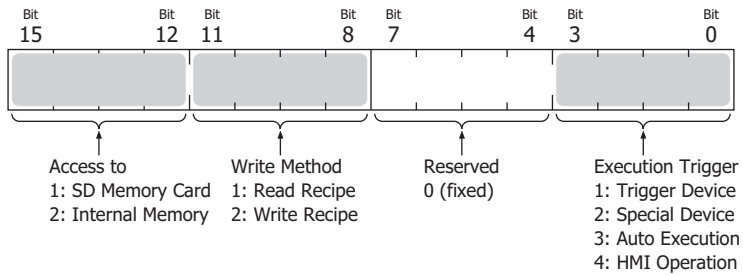 Bit Bit Bit Bit Bit Bit
15 12 11 8 7 4 3 0
Access to
1: SD Memory Card
2: Internal Memory
Write Method
1: Read Recipe
2: Write Recipe
Reserved
0 (fixed)
Execution Trigger
1: Trigger Device
2: Special Device
3: Auto Execution
4: HMI Operation